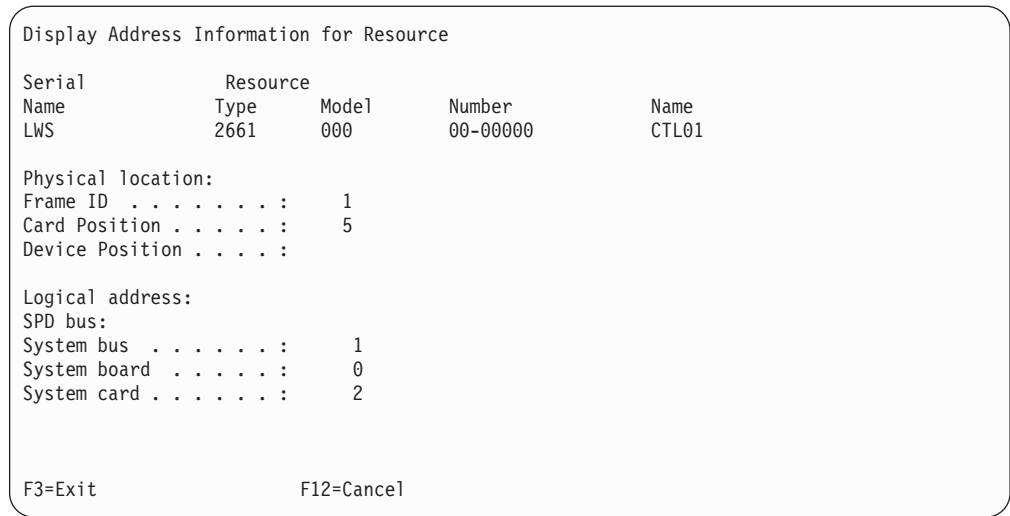 Display Address Information for Resource
Serial Resource
Name Type Model Number Name
LWS 2661 000 00-00000 CTL01
Physical location:
Frame ID . . . . . . . : 1
Card Position . . . . . : 5
Device Position . . . . :
Logical address:
SPD bus:
System bus . . . . . . : 1
System board . . . . . : 0
System card . . . . . . : 2
F3=Exit F12=Cancel